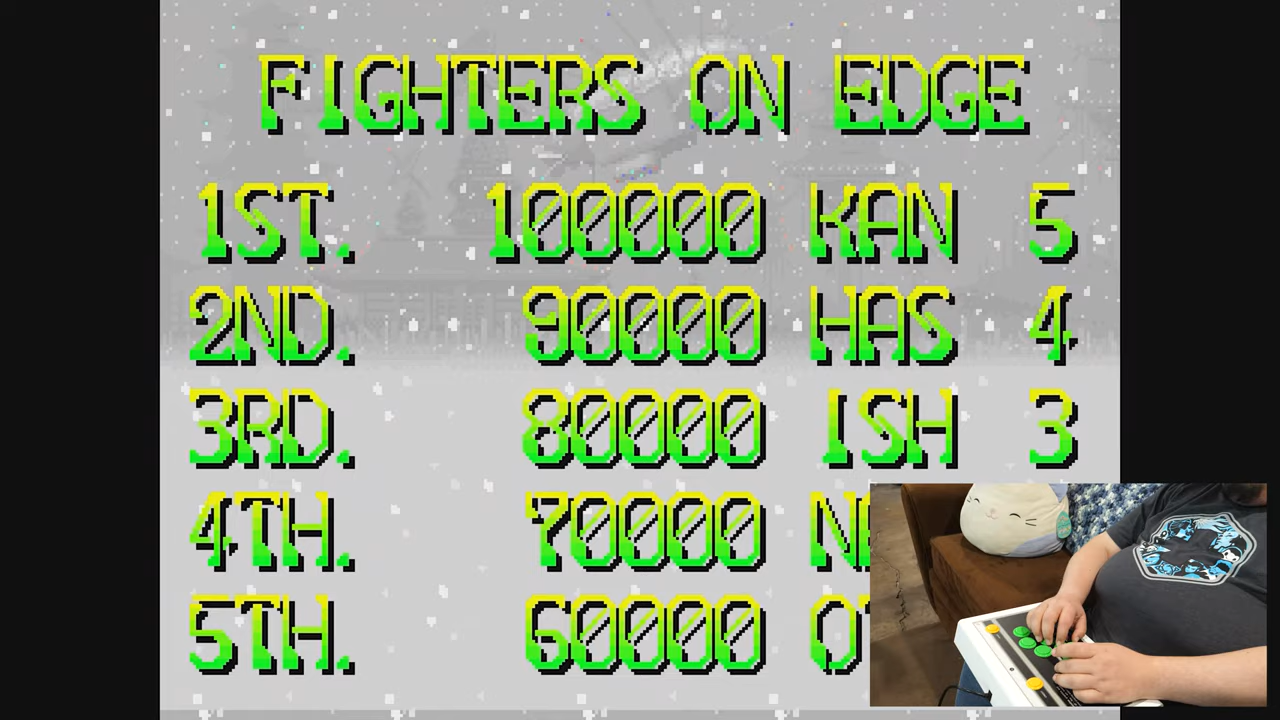 FIGHTERS ON EDGE
1ST. 100000 KAN 5
2ND. 90000 HAS 4
3RD. 80000 ISH 3
4TH. 70000
5TH. 60000